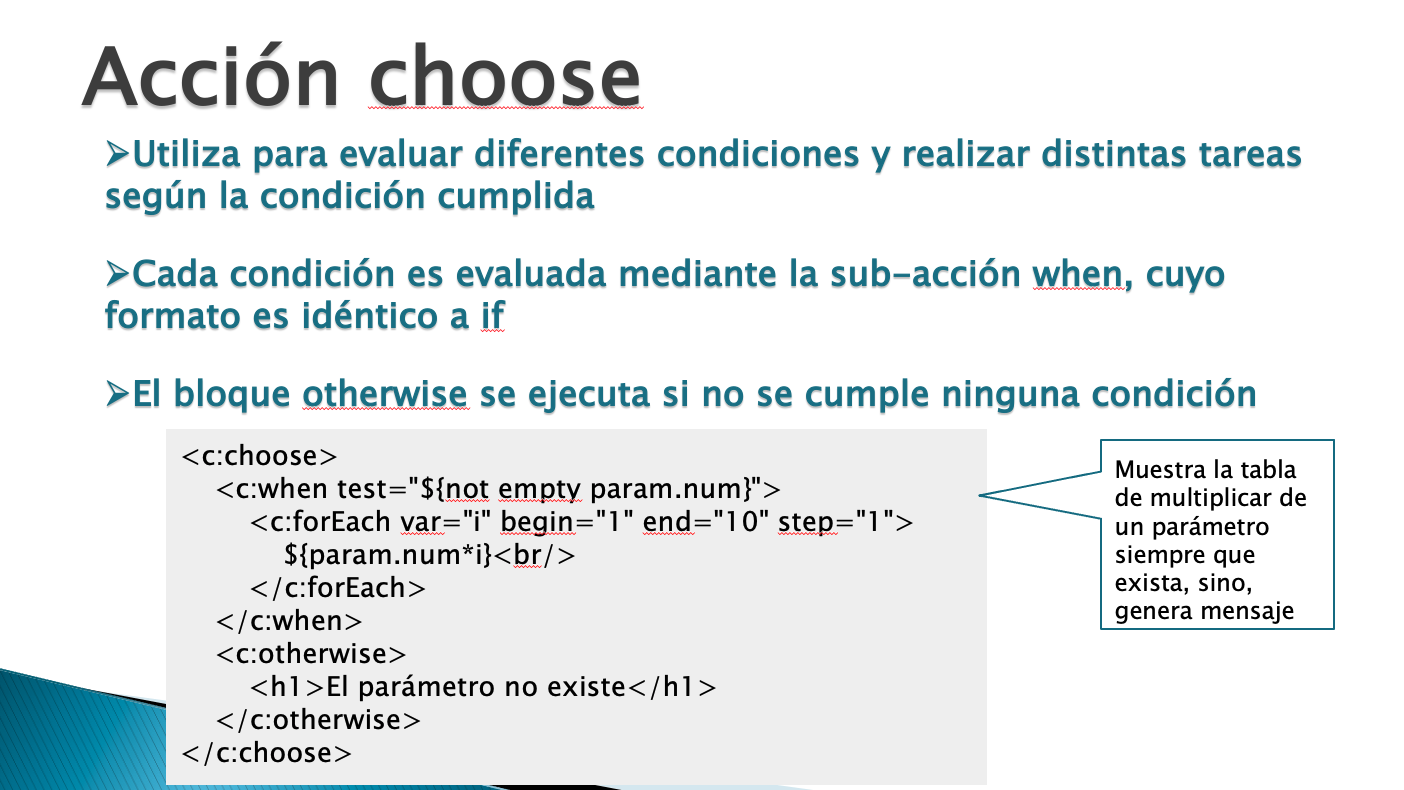 Acción choose
➢Utiliza para evaluar diferentes condiciones y realizar distintas tareas
según la condición cumplida
➢Cada condición es evaluada mediante la sub-acción when, cuyo
formato es idéntico a if
➢El bloque otherwise se ejecuta si no se cumple ninguna condición
<c:choose>
<c:when test="${not empty param.num}">
<c:forEach var="i" begin="1" end="10" step="1">
${param.num*i}<br/>
</c:forEach>
</c:when>
<c:otherwise>
<h1>El parámetro no existe</h1>
</c:otherwise>
</c:choose>
Muestra la tabla
de multiplicar de
un parámetro
siempre que
exista, sino,
genera mensaje